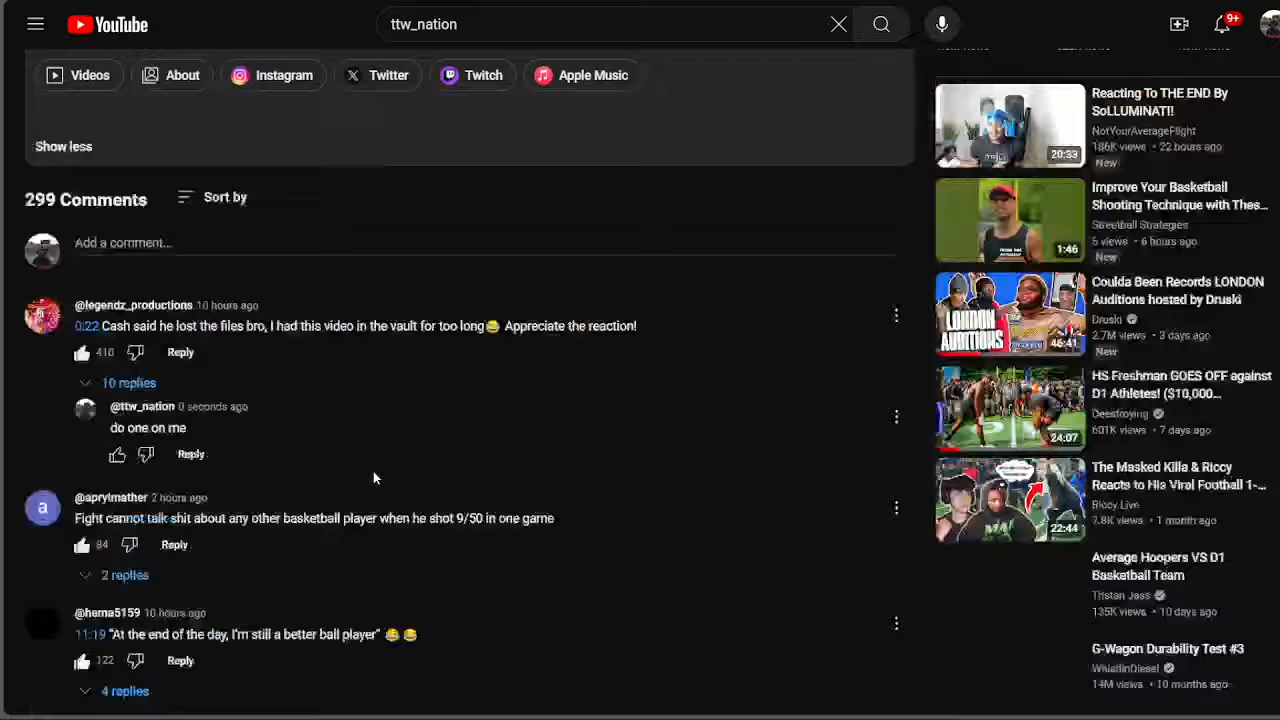 YouTube
ttw_nation
9+
Videos
About
Instagram
Twitter
Twitch
Apple Music
Show less
299 Comments
Sort by
Add a comment...
@legendz_productions 10 hours ago
0:22 Cash said he lost the files bro, I had this video in the vault for too long😂 Appreciate the reaction!
410
Reply
10 replies
@ttw_nation 0 seconds ago
do one on me
Reply
a
@aprylmather 2 hours ago
Fight cannot talk shit about any other basketball player when he shot 9/50 in one game
84
Reply
2 replies
@hema5159 10 hours ago
11:19 "At the end of the day, I'm still a better ball player" 😂😂
122
Reply
4 replies
20:33
Reacting To THE END By
SoLLUMINATI!
NotYourAverageFlight
186K views • 22 hours ago
New
1:46
Improve Your Basketball
Shooting Technique with Thes...
Streetball Strategies
6 views • 6 hours ago
New
LONDON
AUDITIONS
46:41
Coulda Been Records LONDON
Auditions hosted by Druski
Druski
2.7M views • 3 days ago
New
24:07
HS Freshman GOES OFF against
D1 Athletes! ($10,000...
Deestroying
601K views • 7 days ago
22:44
The Masked Killa & Riccy
Reacts to His Viral Football 1-...
Riccy Live
7.8K views • 1 month ago
Average Hoopers VS D1
Basketball Team
Tristan Jass
135K views • 10 days ago
G-Wagon Durability Test #3
WhistlinDiesel
14M views • 10 months ago